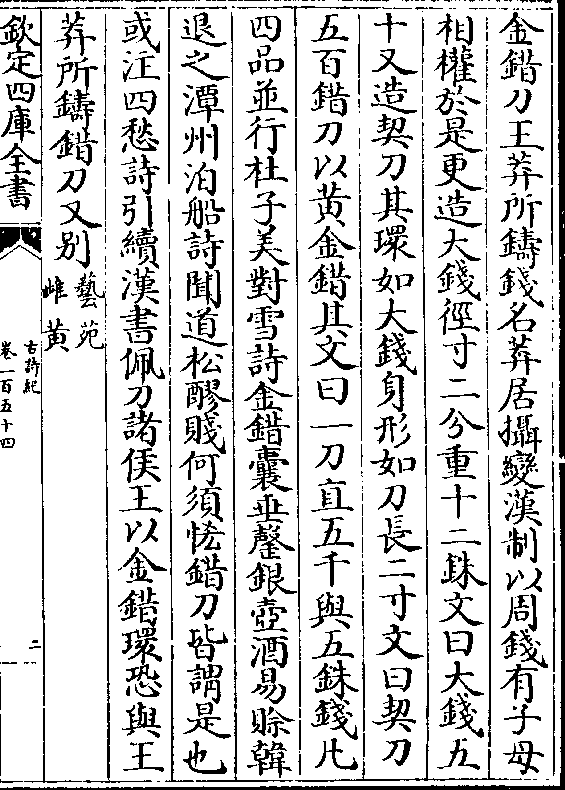 金錯刀王莽所鑄錢名莽居攝變漢制以周錢有子母
相權於是更造大錢徑寸二分重十二銖文曰大錢五
十又造契刀其環如大錢身形如刀長二寸文曰契刀
五百錯刀以黄金錯其文曰一刀直五千與五銖錢凡
四品並行杜子美對雪詩金錯囊垂罄銀壺酒易賒韓
退之潭州泊船詩聞道松醪賤何須恡錯刀皆謂是也
或注四愁詩引續漢書佩刀諸侯王以金錯環恐與王
莽所鑄錯刀又别
藝苑
雌黄
欽定四庫全書
古詩紀
卷一百五十四
二